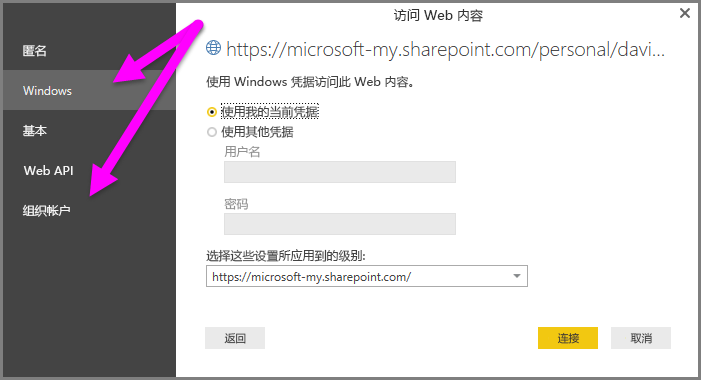 访问 Web 内容
匿名
Windows
基本
Web API
组织帐户
https://microsoft-my.sharepoint.com/personal/davi...
使用 Windows 凭据访问此 Web 内容。
使用我的当前凭据
使用其他凭据
用户名
密码
选择这些设置所应用到的级别:
https://microsoft-my.sharepoint.com/
返回
连接
取消